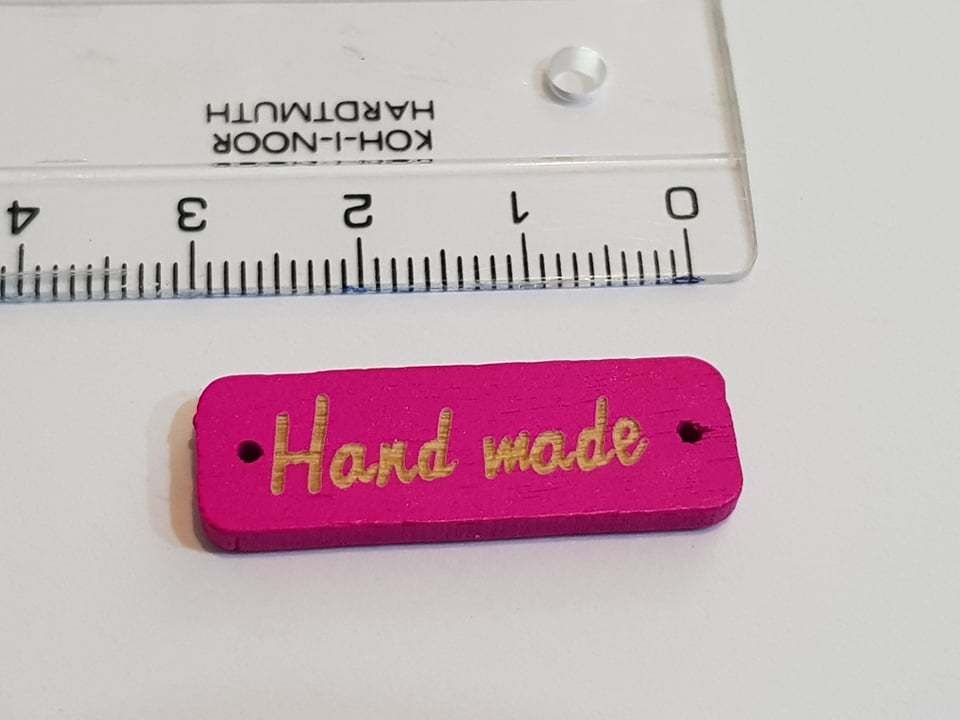 KOH-I-NOOR
HARDTMUTH
0 1 2 3 4
Hand made